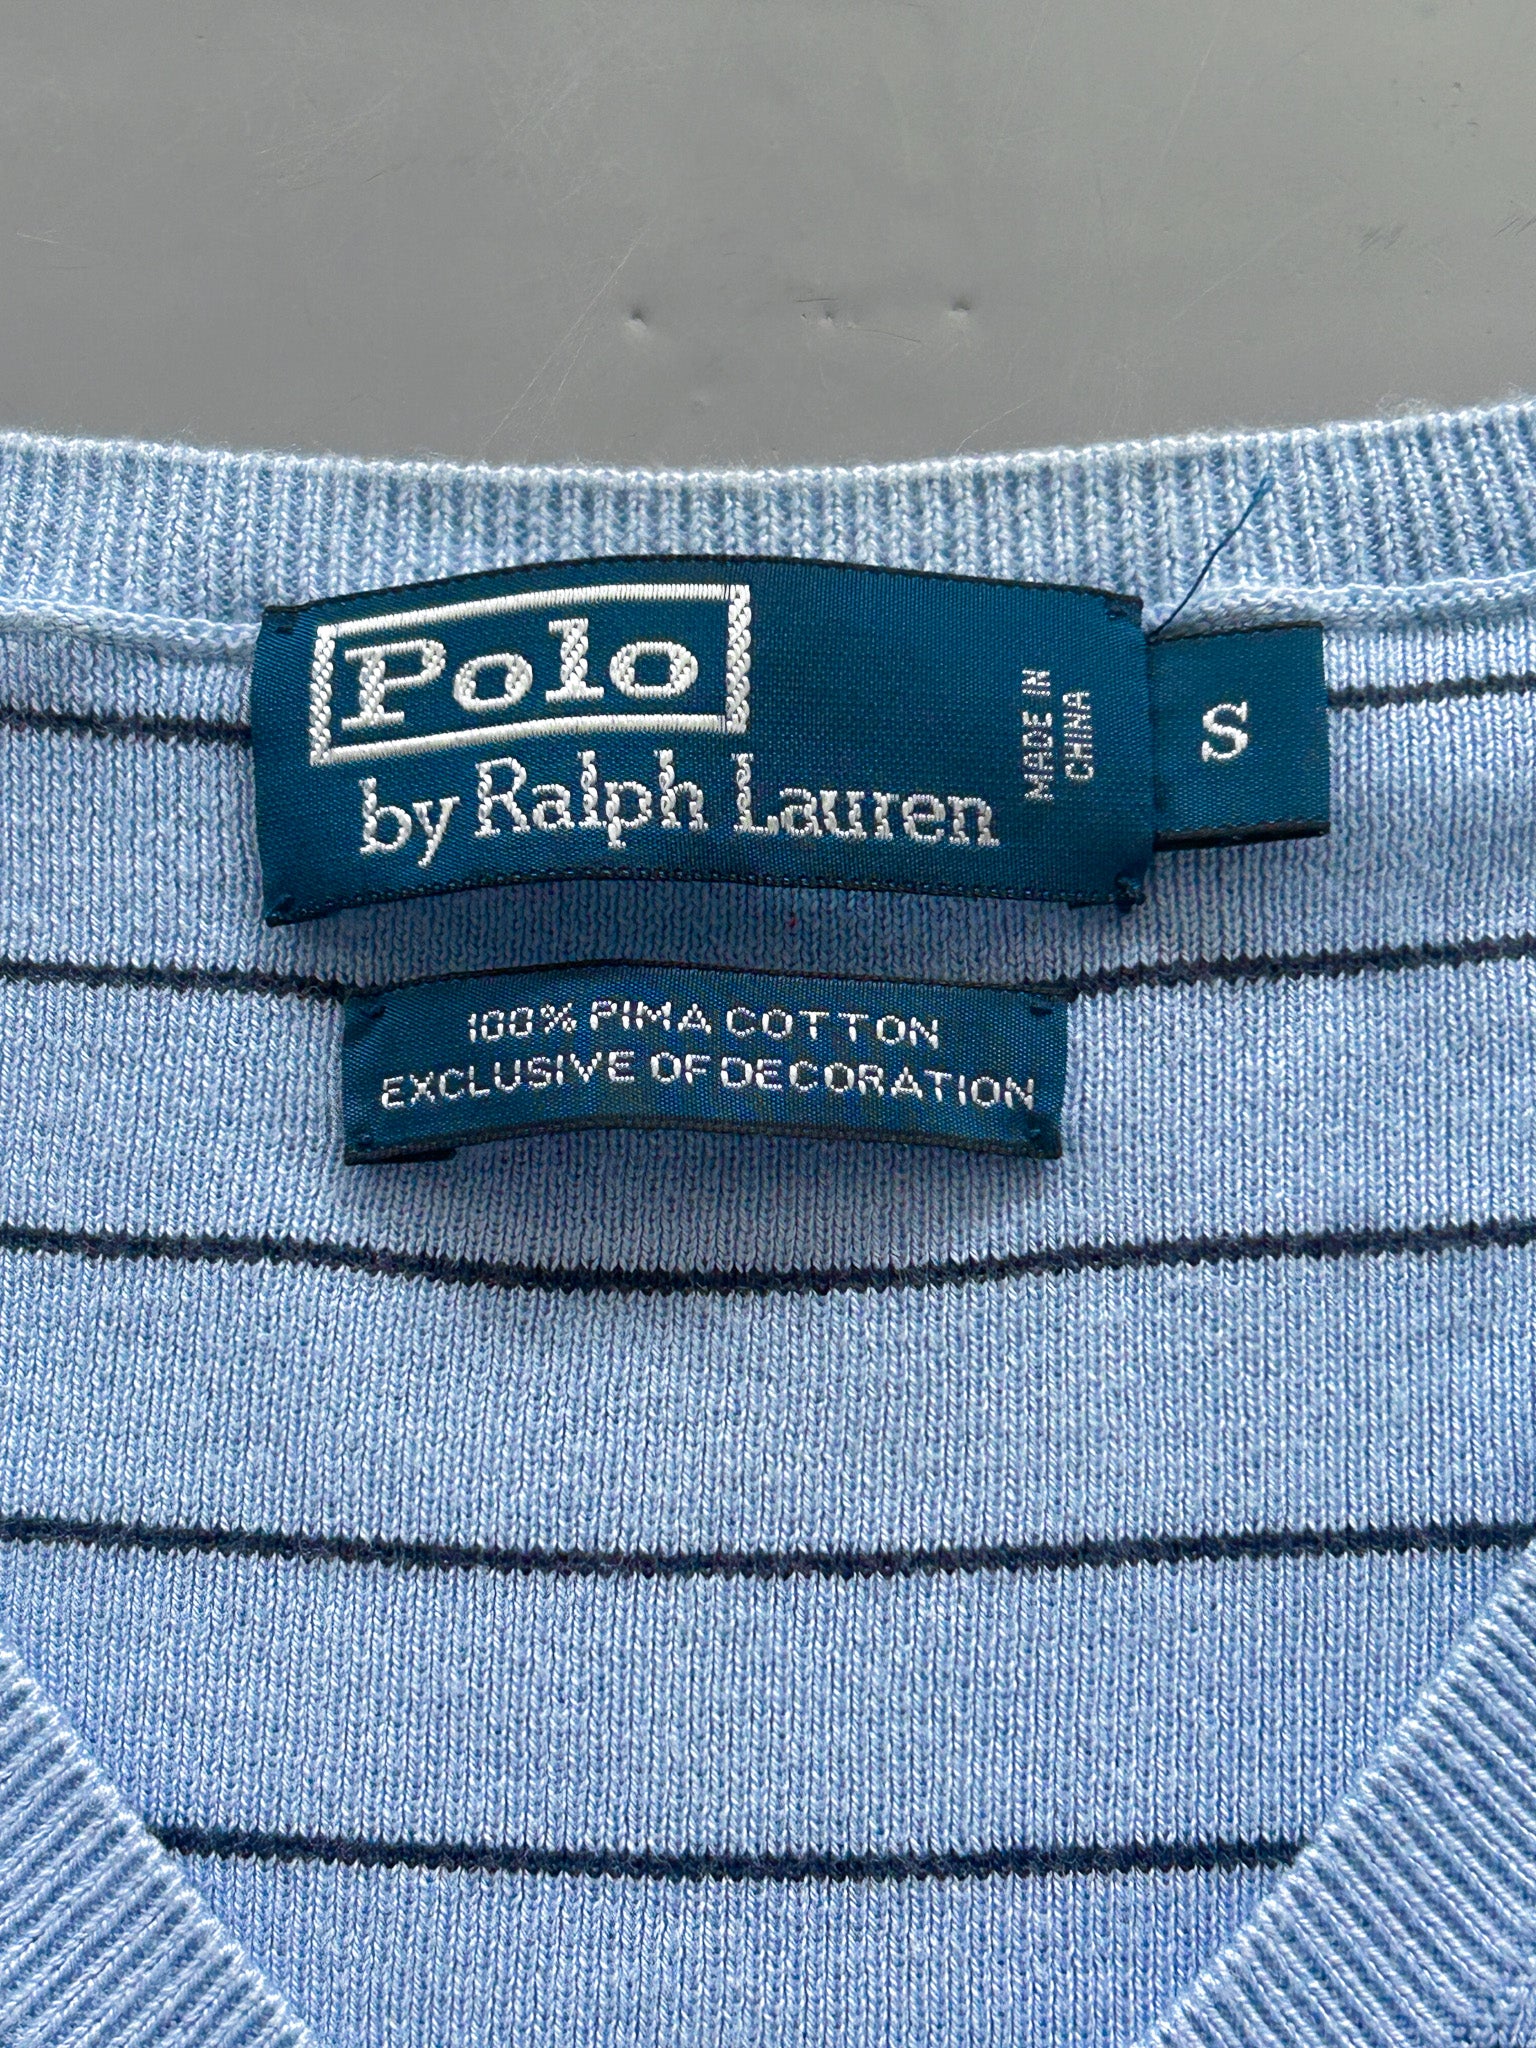 Polo
by Ralph Lauren
MADE IN
CHINA
S
100% PIMA COTTON
EXCLUSIVE OF DECORATION